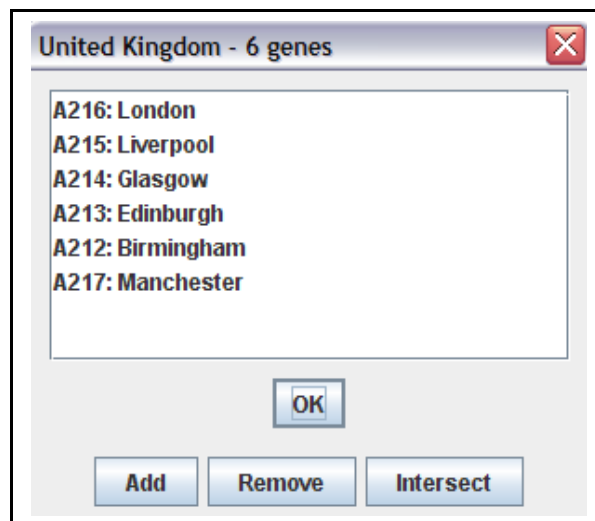 United Kingdom - 6 genes
A216: London
A215: Liverpool
A214: Glasgow
A213: Edinburgh
A212: Birmingham
A217: Manchester
OK
Add Remove Intersect